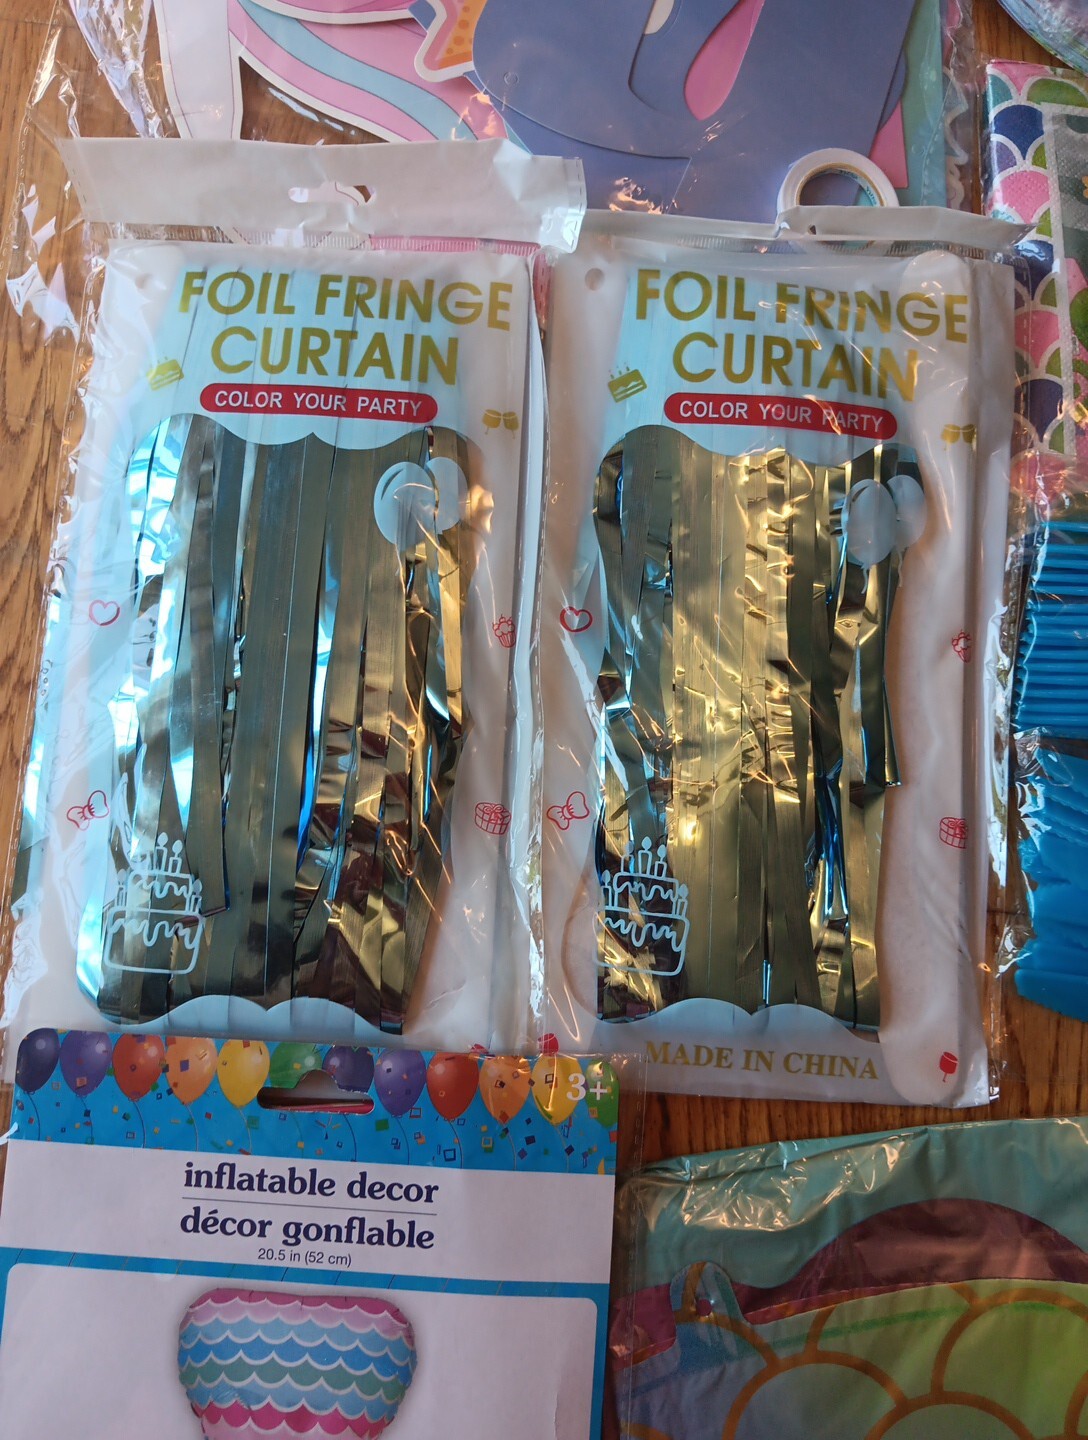 FOIL FRINGE
CURTAIN
COLOR YOUR PARTY
FOIL FRINGE
CURTAIN
COLOR YOUR PARTY
MADE IN CHINA
3+
inflatable decor
décor gonflable
20.5 in (52 cm)